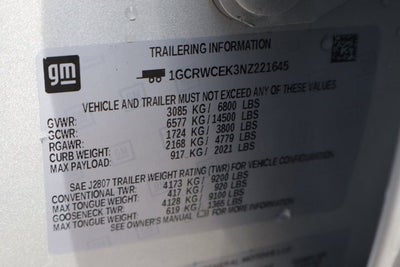 TRAILERING INFORMATION
gm
1GCRWCEK3NZ221645
VEHICLE AND TRAILER MUST NOT EXCEED ANY OF THESE VALUES
GVWR: 3085 KG / 6800 LBS
GCWR: 6577 KG / 14500 LBS
RGAWR: 1724 KG / 3800 LBS
CURB WEIGHT: 2168 KG / 4779 LBS
MAX PAYLOAD: 917 KG / 2021 LBS
SAE J2807 TRAILER WEIGHT RATING (TWR) FOR VEHICLE CONFIGURATION
CONVENTIONAL TWR: 4173 KG / 9200 LBS
MAX TONGUE WEIGHT: 417 KG / 920 LBS
GOOSENECK TWR: 4128 KG / 9100 LBS
MAX TONGUE WEIGHT: 619 KG / 1365 LBS
SEE OWNER'S MANUAL FOR ADDITIONAL